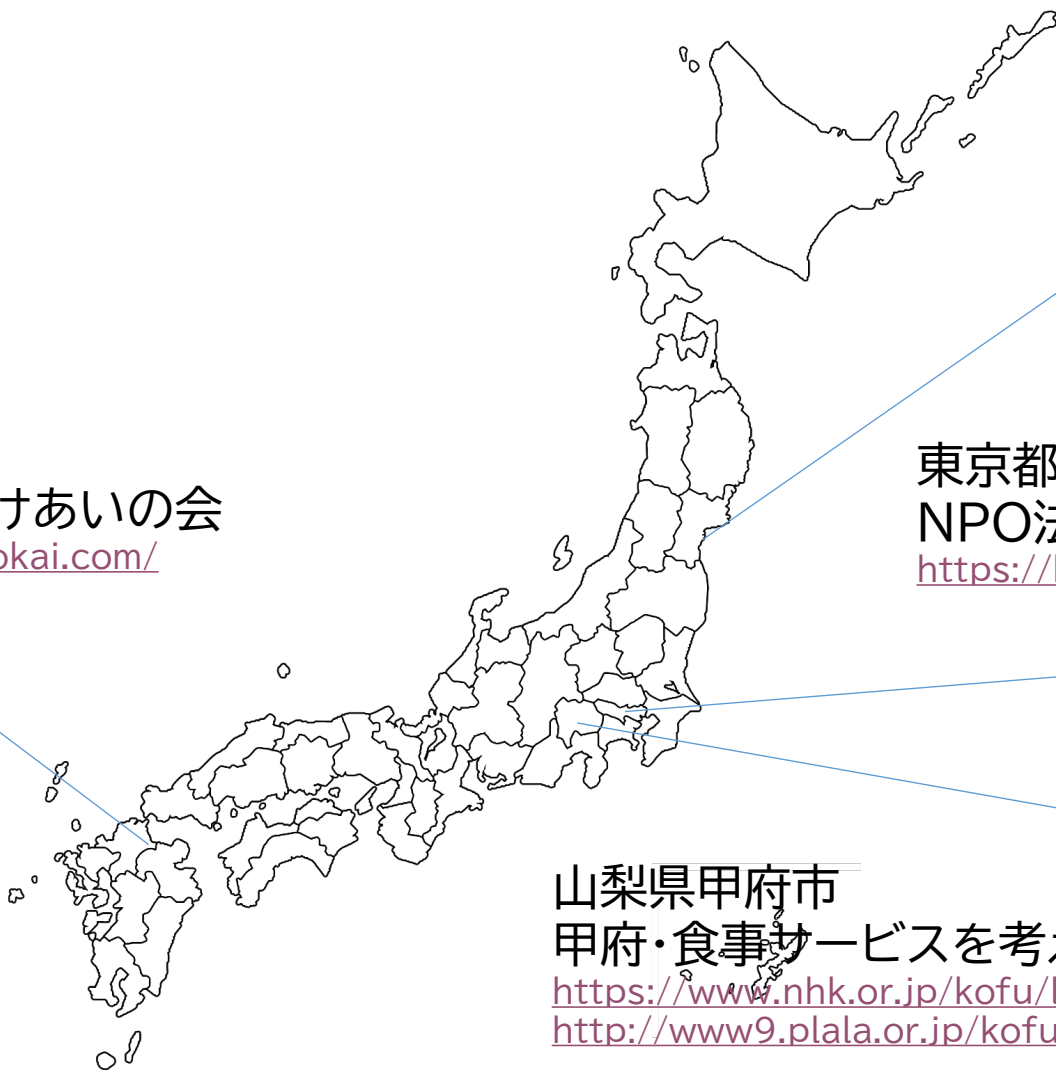 けあいの会
okai.com/
東京都
NPO法
https://
山梨県甲府市
甲府・食事サービスを考え
https://www.nhk.or.jp/kofu/
http://www9.plala.or.jp/kofu